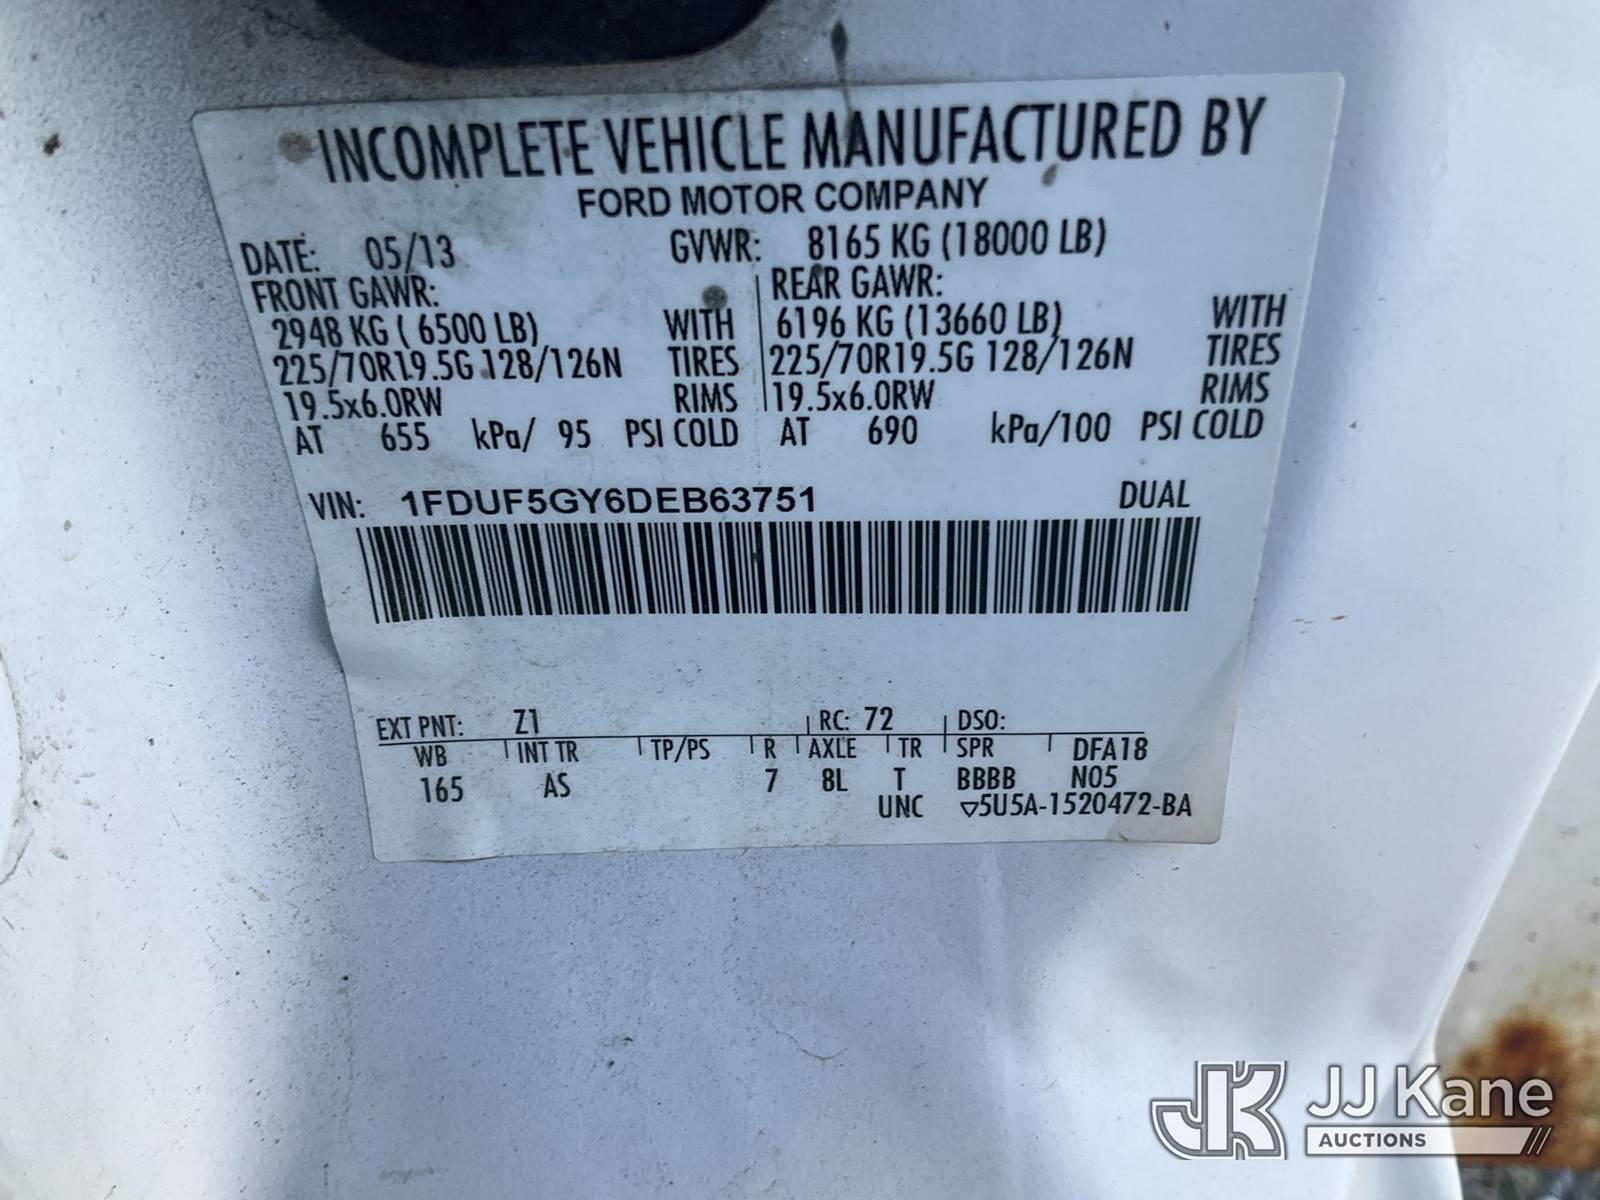 INCOMPLETE VEHICLE MANUFACTURED BY
FORD MOTOR COMPANY
DATE: 05/13 GVWR: 8165 KG (18000 LB)
FRONT GAWR: REAR GAWR:
2948 KG ( 6500 LB) WITH 6196 KG (13660 LB) WITH
225/70R19.5G 128/126N TIRES 225/70R19.5G 128/126N TIRES
19.5x6.0RW RIMS 19.5x6.0RW RIMS
AT 655 kPa/ 95 PSI COLD AT 690 kPa/100 PSI COLD
VIN: 1FDUF5GY6DEB63751 DUAL
EXT PNT: Z1 RC: 72 DSO:
WB INT TR TP/PS R AXLE TR SPR DFA18
165 AS 7 8L T BBBB N05
UNC ▽5U5A-1520472-BA
JK JJ Kane
AUCTIONS